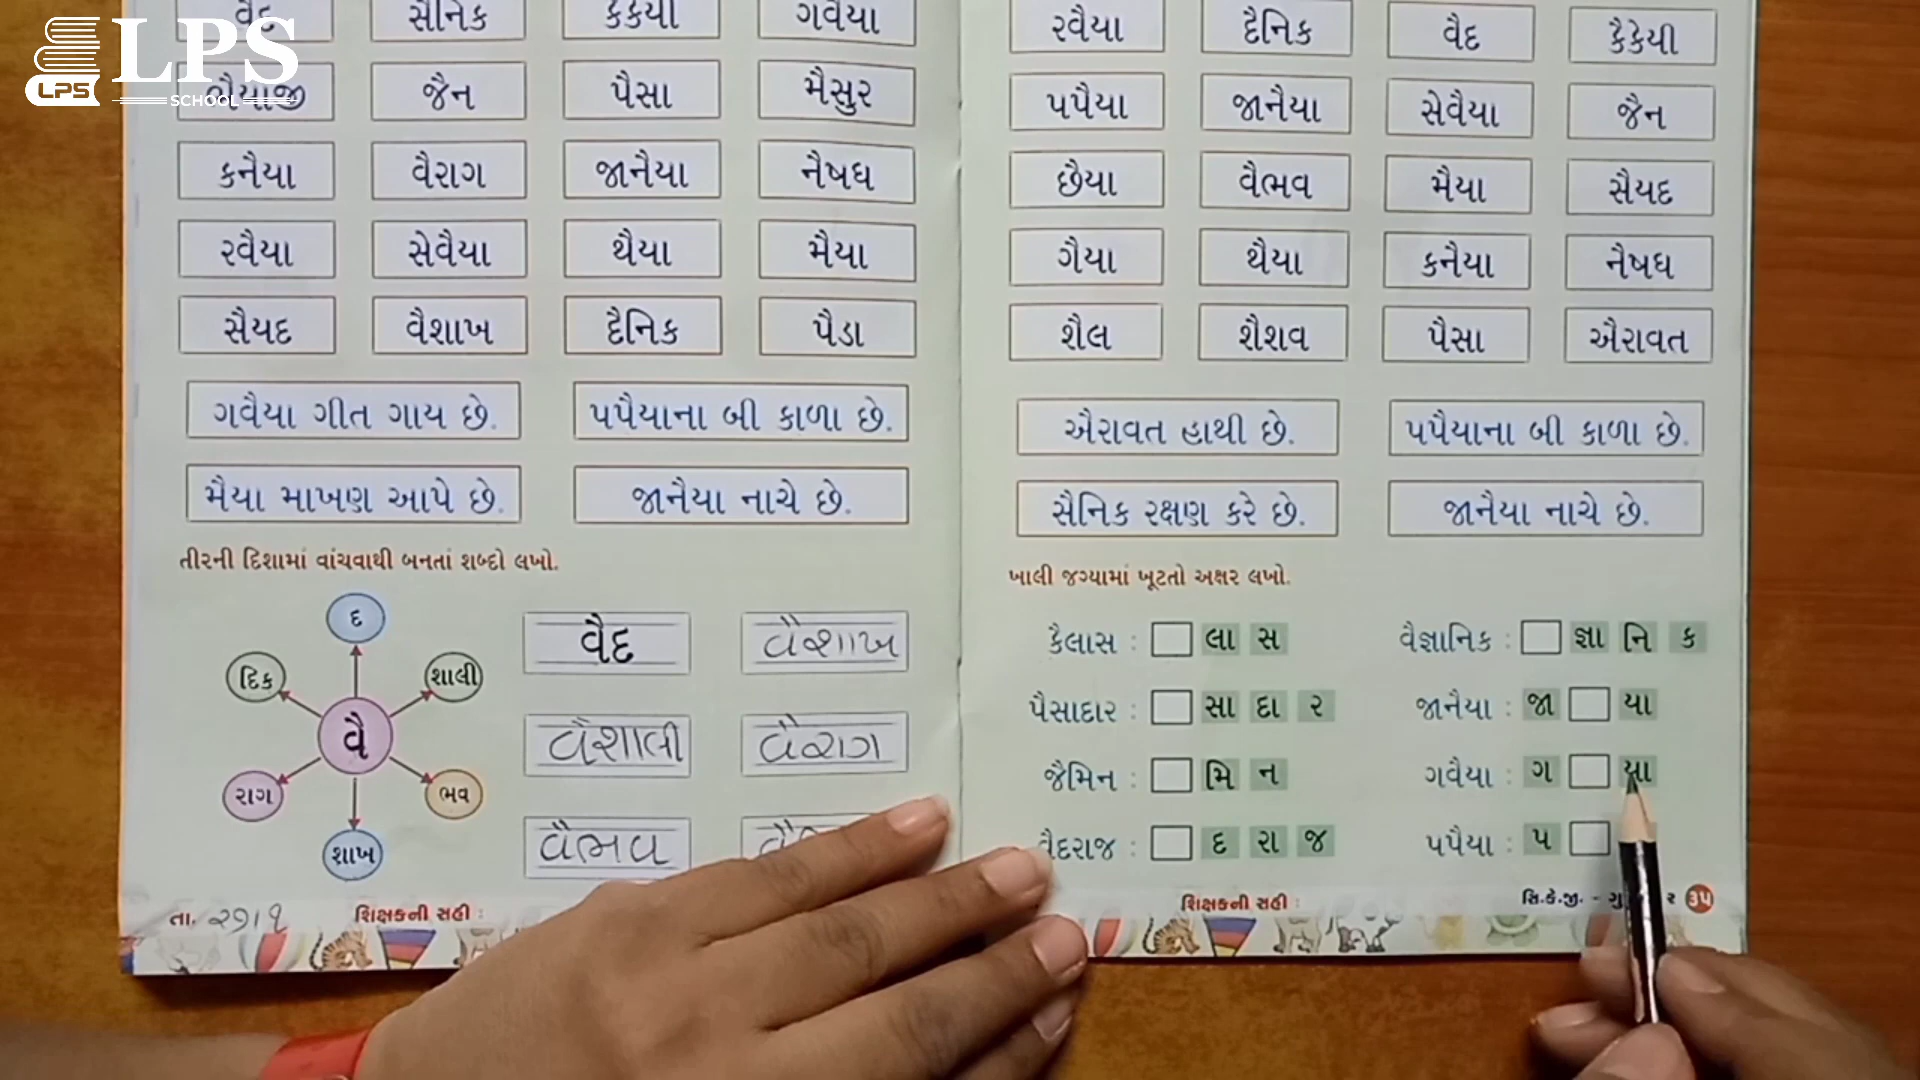 LPS
LPS
SCHOOL
વૈદ સૈનિક કૈકેયી ગવૈયા
ભૈયાજી જૈન પૈસા મૈસુર
કનૈયા વૈરાગ જાનૈયા નૈષધ
રવૈયા સેવૈયા થૈયા મૈયા
સૈયદ વૈશાખ દૈનિક પૈડા
ગવૈયા ગીત ગાય છે. પપૈયાના બી કાળા છે.
મૈયા માખણ આપે છે. જાનૈયા નાચે છે.
તીરની દિશામાં વાંચવાથી બનતાં શબ્દો લખો.
દ
દિક શાલી
વૈ
રાગ ભવ
શાખ
વૈદ વૈશાખ
વૈશાલી વૈરાગ
વૈભવ
તા. ૨૭/૧ શિક્ષકની સહી :
રવૈયા દૈનિક વૈદ કૈકેયી
પપૈયા જાનૈયા સેવૈયા જૈન
છૈયા વૈભવ મૈયા સૈયદ
ગૈયા થૈયા કનૈયા નૈષધ
શૈલ શૈશવ પૈસા ઐરાવત
ઐરાવત હાથી છે. પપૈયાના બી કાળા છે.
સૈનિક રક્ષણ કરે છે. જાનૈયા નાચે છે.
ખાલી જગ્યામાં ખૂટતો અક્ષર લખો.
કૈલાસ : લા સ વૈજ્ઞાનિક : જ્ઞા નિ ક
પૈસાદાર : સા દા ર જાનૈયા : જા યા
જૈમિન : મિ ન ગવૈયા : ગ યા
વૈદરાજ : દ રા જ પપૈયા : પ
શિક્ષકની સહી : સિ.કે.જી. - ૩૫